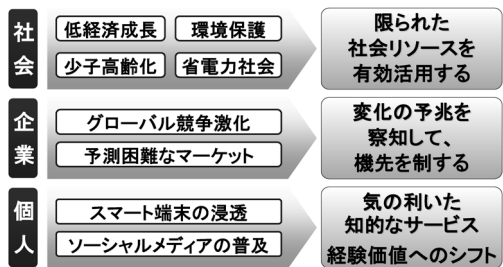 社会
低経済成長
環境保護
少子高齢化
省電力社会
限られた
社会リソースを
有効活用する
企業
グローバル競争激化
予測困難なマーケット
変化の予兆を
察知して、
機先を制する
個人
スマート端末の浸透
ソーシャルメディアの普及
気の利いた
知的なサービス
経験価値へのシフト